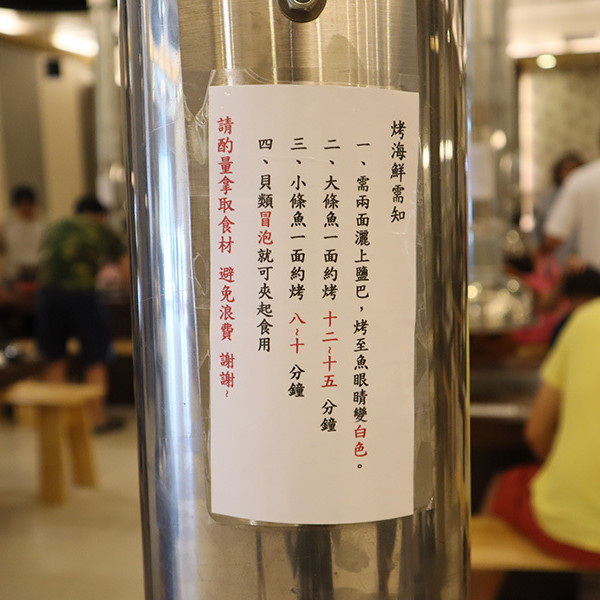 烤海鮮需知
一、需兩面灑上鹽巴，烤至魚眼睛變白色。
二、大條魚一面約烤 十二~十五 分鐘
三、小條魚一面約烤 八~十 分鐘
四、貝類冒泡就可夾起食用
請酌量拿取食材 避免浪費 謝謝~